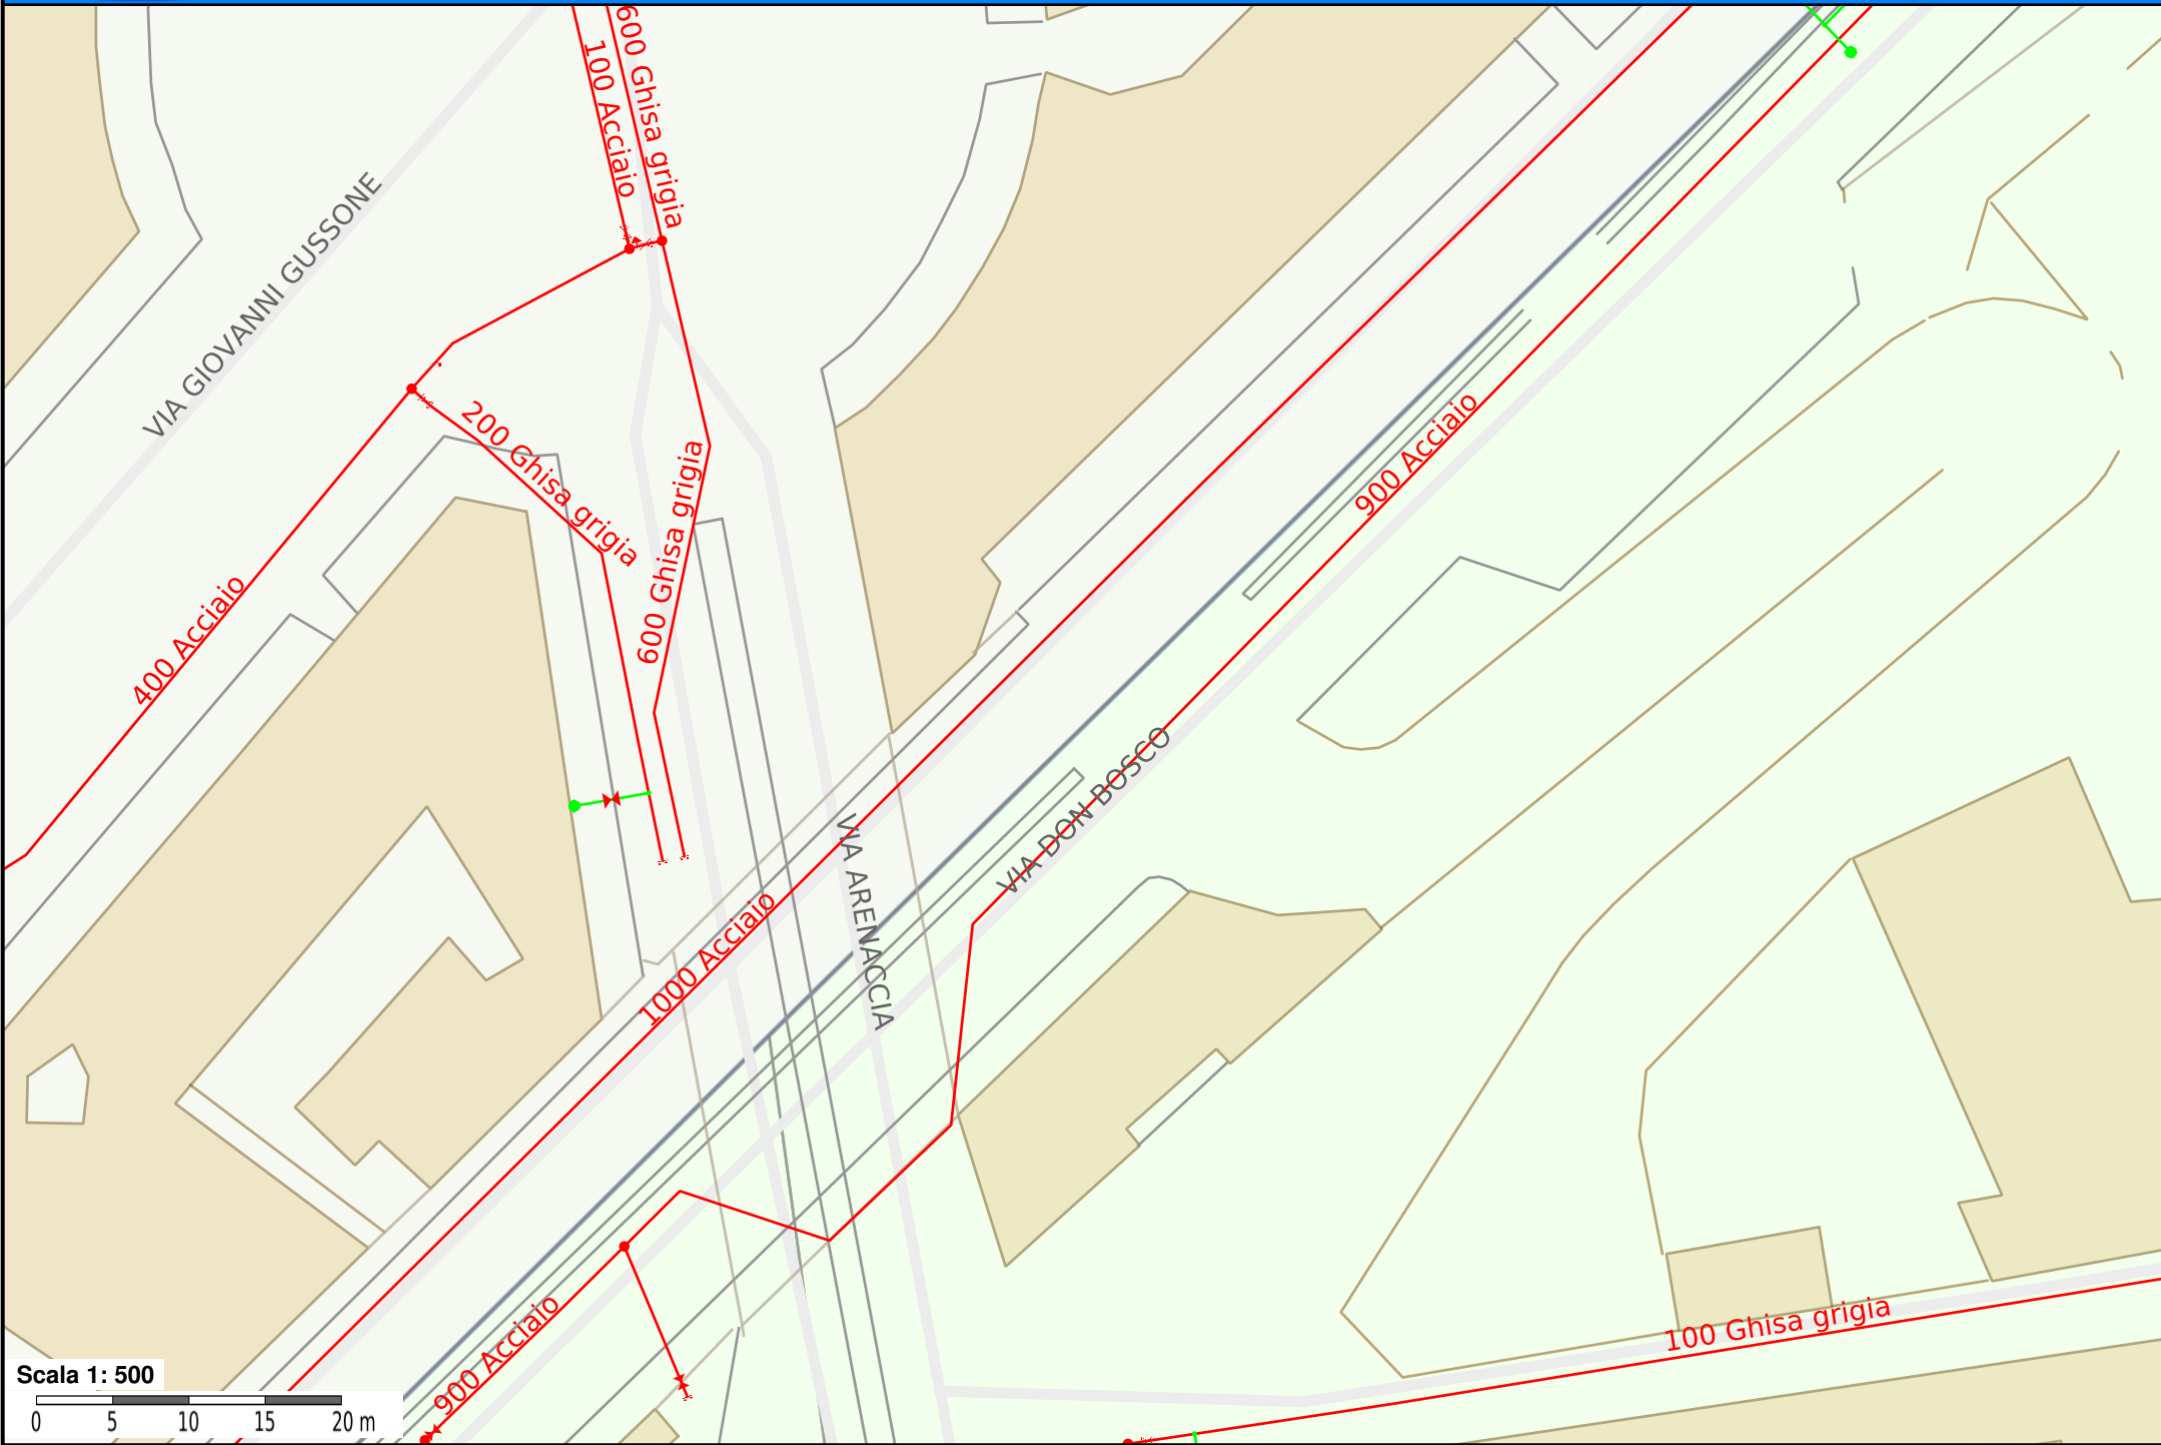 600 Ghisa grigia
100 Acciaio
VIA GIOVANNI GUSSONE
200 Ghisa grigia
900 Acciaio
600 Ghisa grigia
400 Acciaio
VIA DON BOSCO
VIA ARENACCIA
1000 Acciaio
900 Acciaio
100 Ghisa grigia
Scala 1: 500
0 5 10 15 20 m